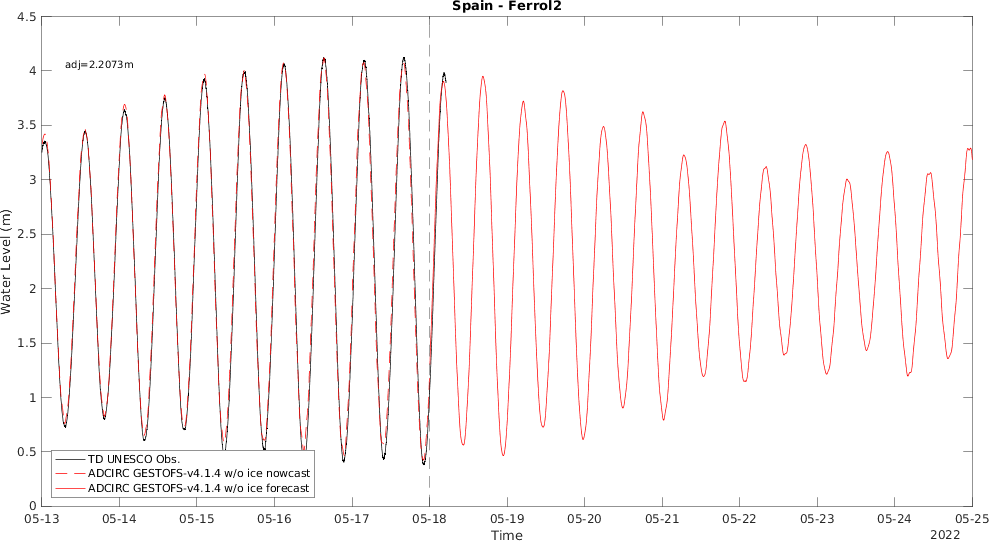 Spain - Ferrol2
adj=2.2073m
Water Level (m)
4.5
4
3.5
3
2.5
2
1.5
1
0.5
0
TD UNESCO Obs.
ADCIRC GESTOFS-v4.1.4 w/o ice nowcast
ADCIRC GESTOFS-v4.1.4 w/o ice forecast
05-13 05-14 05-15 05-16 05-17 05-18 05-19 05-20 05-21 05-22 05-23 05-24 05-25
Time
2022